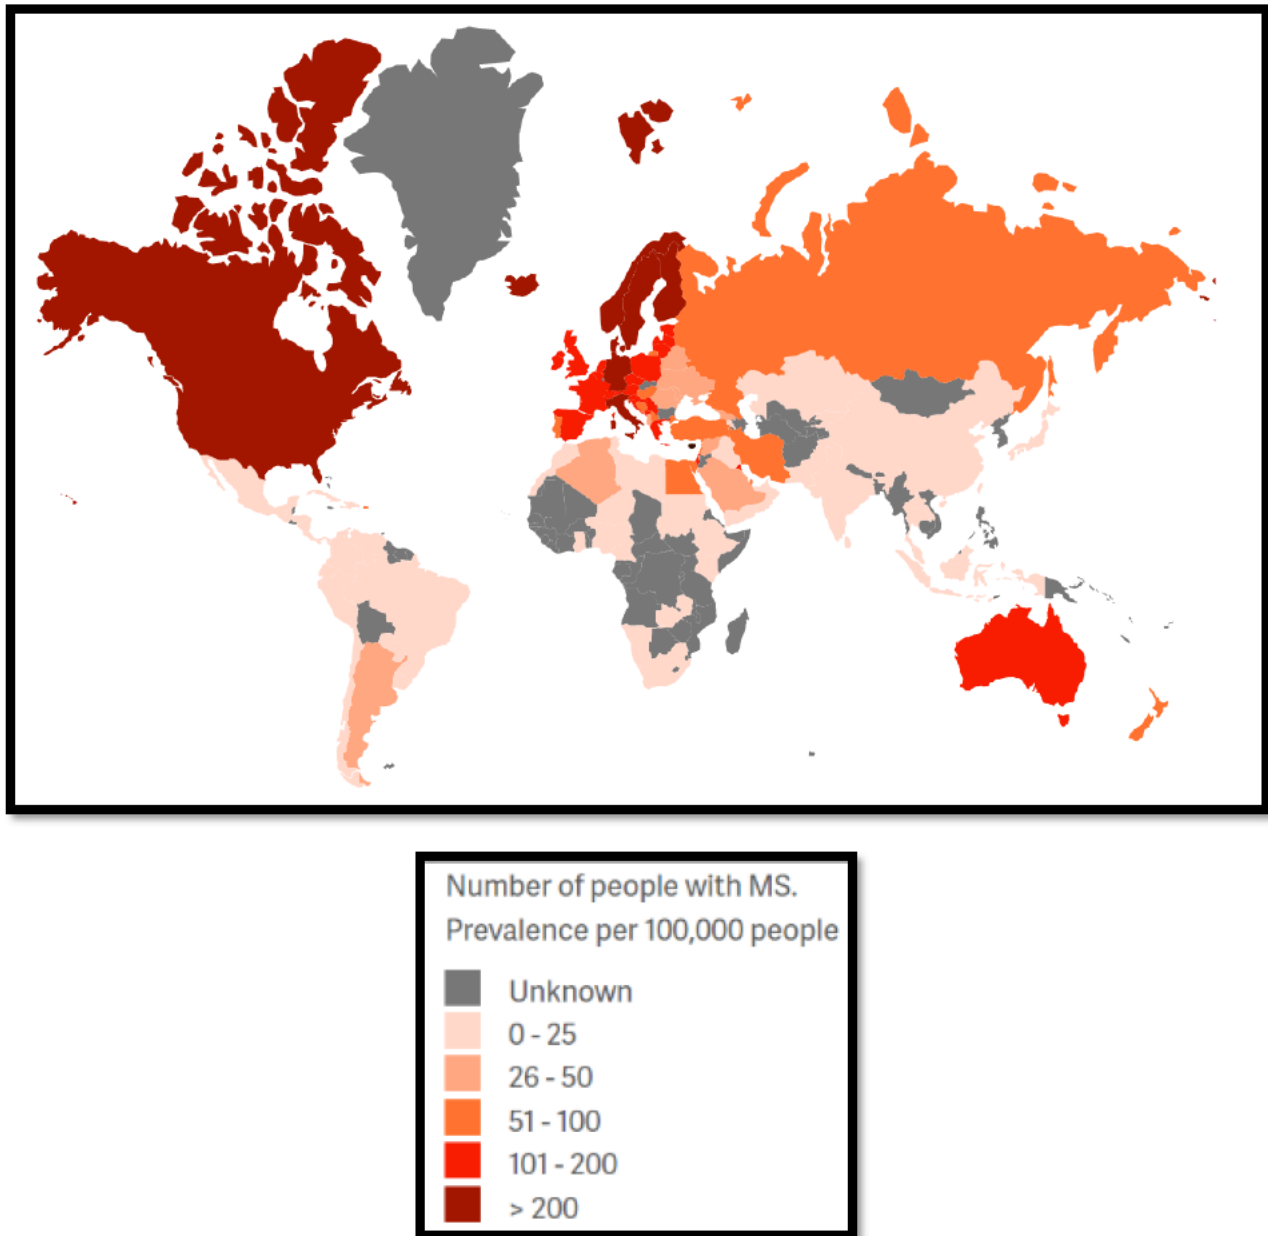 Number of people with MS.
Prevalence per 100,000 people
Unknown
0 - 25
26 - 50
51 - 100
101 - 200
> 200